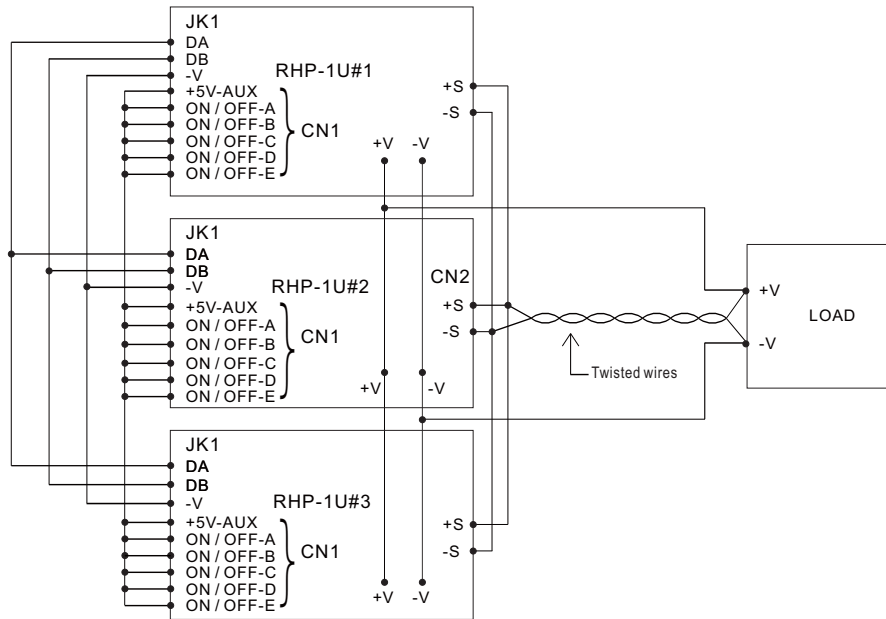 JK1
DA
DB
-V
RHP-1U#1
+5V-AUX
ON / OFF-A
ON / OFF-B
ON / OFF-C
ON / OFF-D
ON / OFF-E
CN1
+S
-S
+V -V
JK1
DA
DB
-V
RHP-1U#2
CN2
+5V-AUX
ON / OFF-A
ON / OFF-B
ON / OFF-C
ON / OFF-D
ON / OFF-E
CN1
+S
-S
+V -V
Twisted wires
+V
-V
LOAD
JK1
DA
DB
-V
RHP-1U#3
+5V-AUX
ON / OFF-A
ON / OFF-B
ON / OFF-C
ON / OFF-D
ON / OFF-E
CN1
+S
-S
+V -V